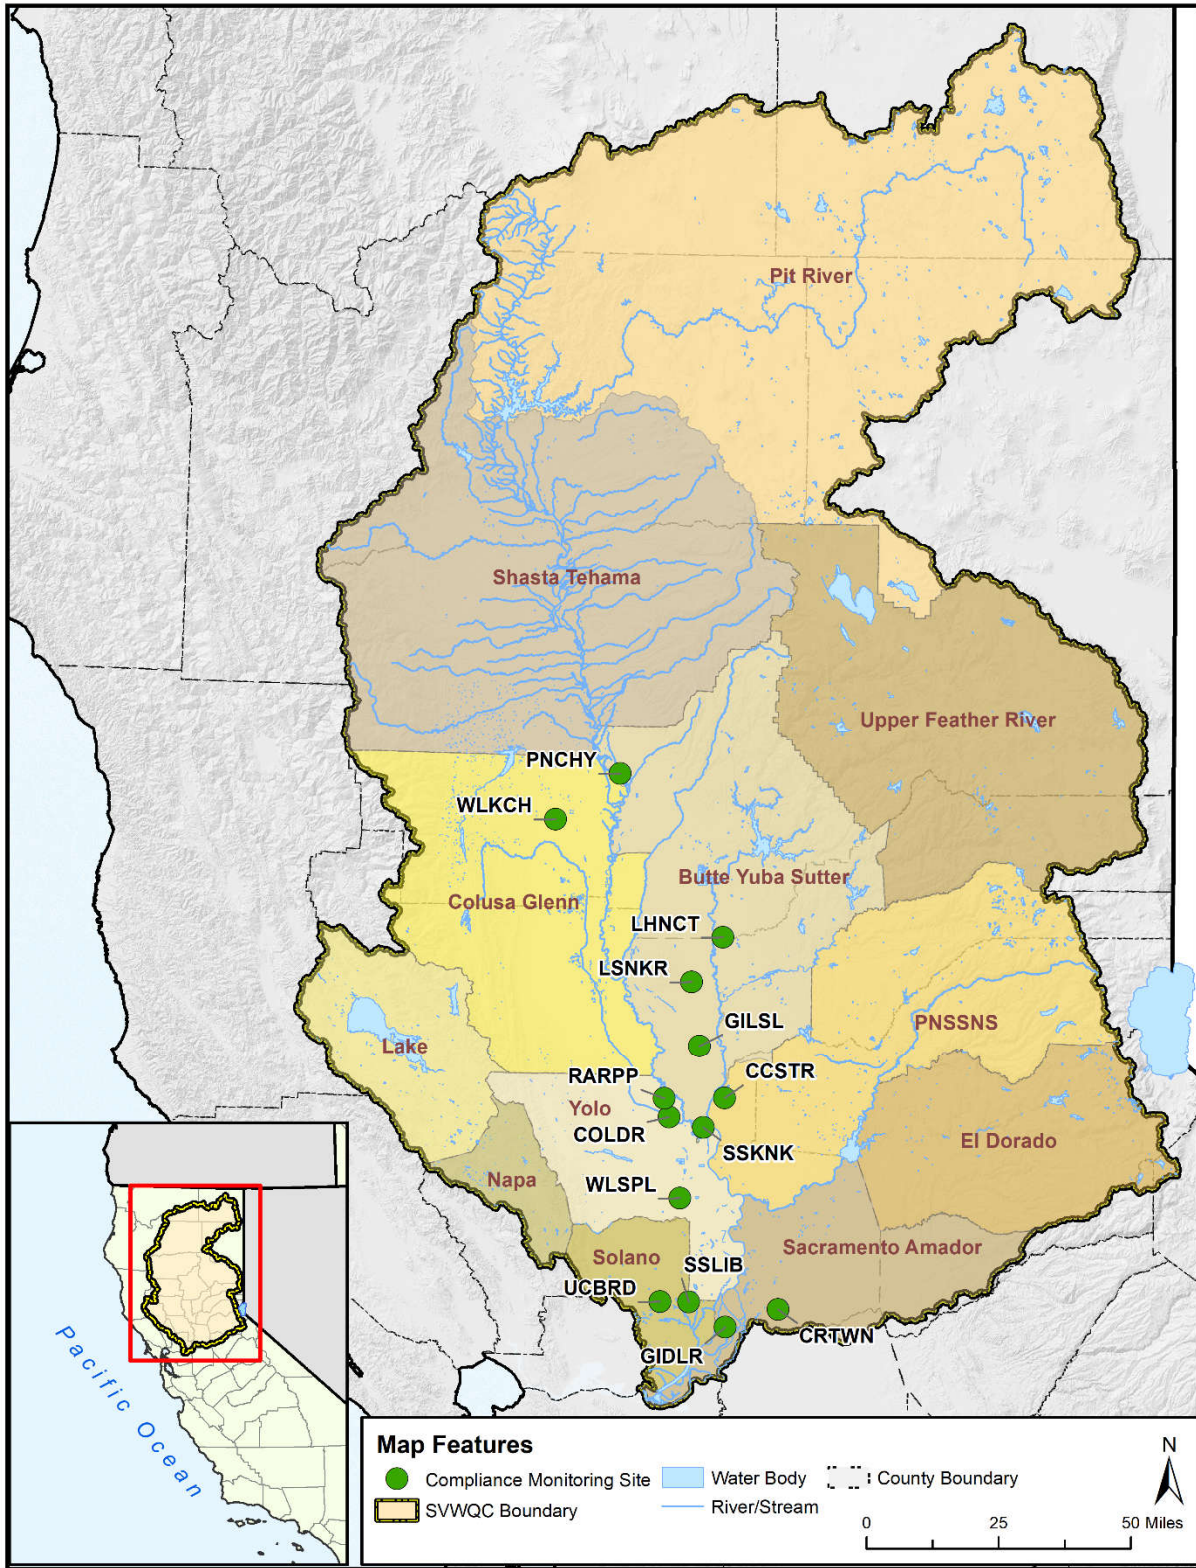 Pit River
Shasta Tehama
Upper Feather River
PNCHY
WLKCH
Butte Yuba Sutter
Colusa Glenn
LHNCT
LSNKR
PNSSNS
GILSL
Lake
CCSTR
RARPP
Yolo
COLDR
SSKNK
El Dorado
Napa
WLSPL
Sacramento Amador
Solano
SSLIB
UCBRD
CRTWN
GIDLR
Pacific Ocean
Map Features
Compliance Monitoring Site
Water Body
County Boundary
SVWQC Boundary
River/Stream
N
0 25 50 Miles